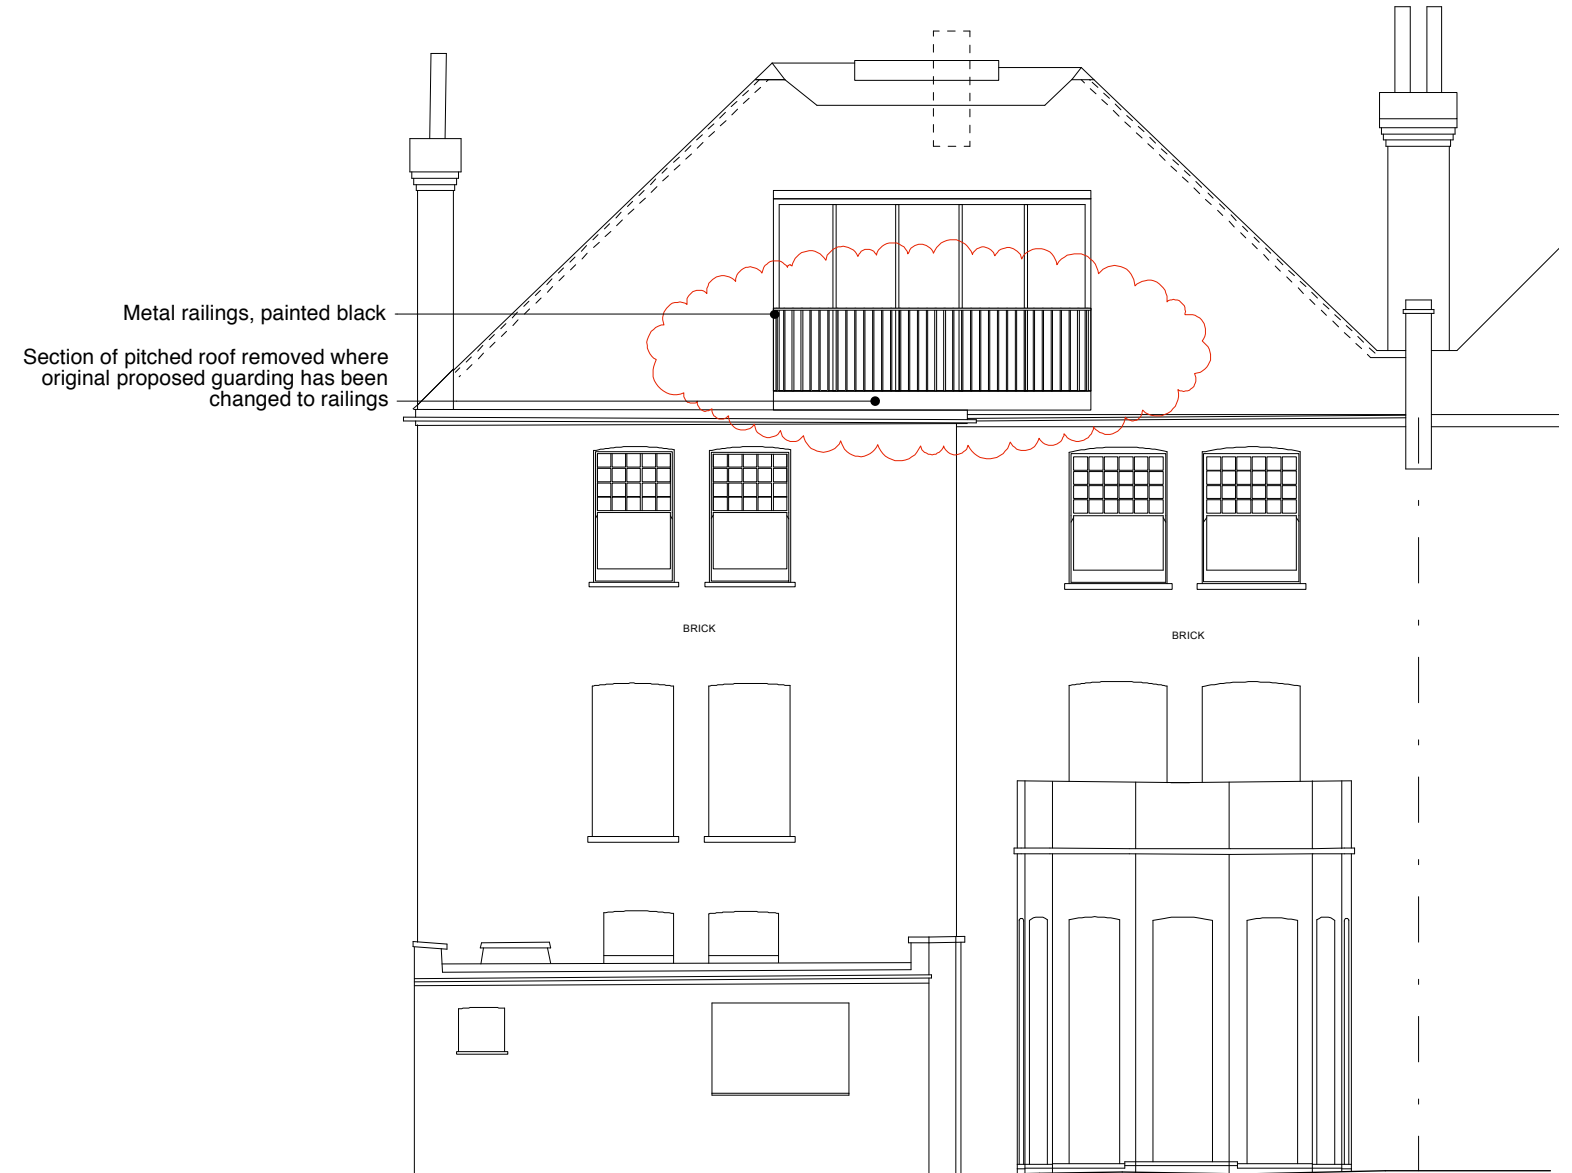 Metal railings, painted black
Section of pitched roof removed where
original proposed guarding has been
changed to railings
BRICK
BRICK